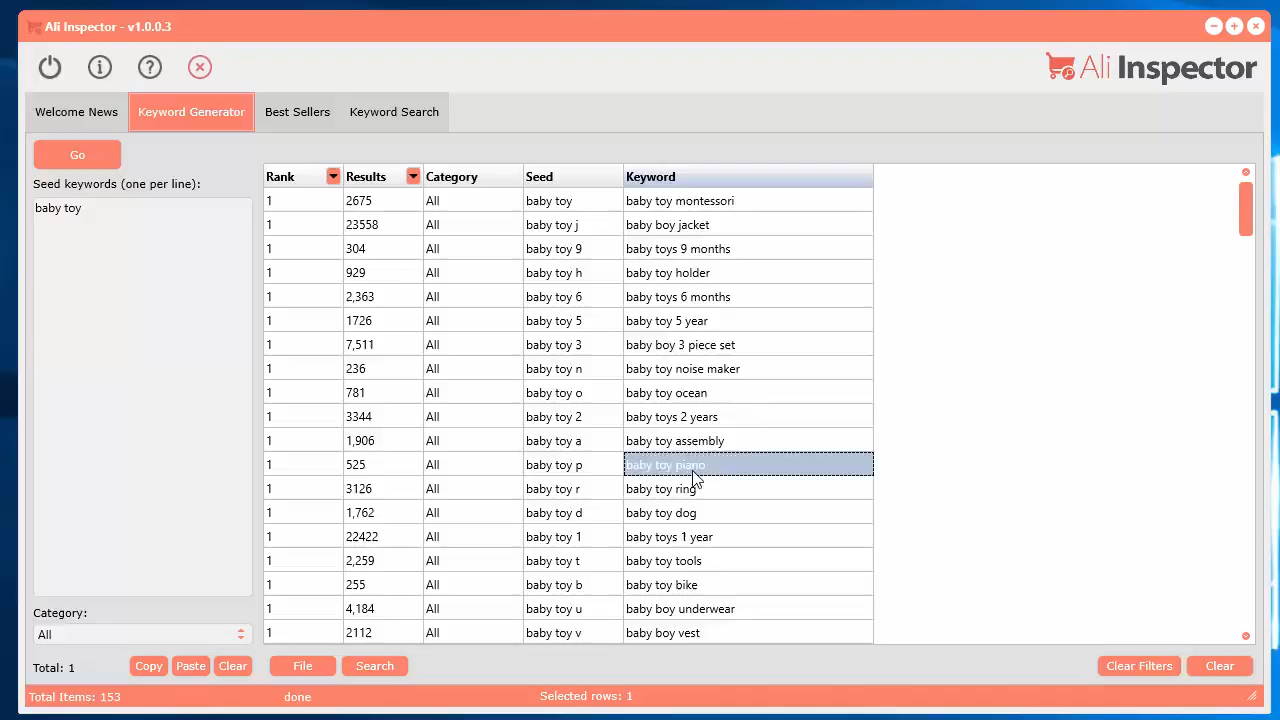 Ali Inspector - v1.0.0.3
Ali Inspector
Welcome News Keyword Generator Best Sellers Keyword Search
Go
Seed keywords (one per line):
baby toy
Rank Results Category Seed Keyword
1 2675 All baby toy baby toy montessori
1 23558 All baby toy j baby boy jacket
1 304 All baby toy 9 baby toys 9 months
1 929 All baby toy h baby toy holder
1 2,363 All baby toy 6 baby toys 6 months
1 1726 All baby toy 5 baby toy 5 year
1 7,511 All baby toy 3 baby boy 3 piece set
1 236 All baby toy n baby toy noise maker
1 781 All baby toy o baby toy ocean
1 3344 All baby toy 2 baby toys 2 years
1 1,906 All baby toy a baby toy assembly
1 525 All baby toy p baby toy piano
1 3126 All baby toy r baby toy ring
1 1,762 All baby toy d baby toy dog
1 22422 All baby toy 1 baby toys 1 year
1 2,259 All baby toy t baby toy tools
1 255 All baby toy b baby toy bike
1 4,184 All baby toy u baby boy underwear
1 2112 All baby toy v baby boy vest
Category:
All
Total: 1 Copy Paste Clear File Search Clear Filters Clear
Total Items: 153 done Selected rows: 1